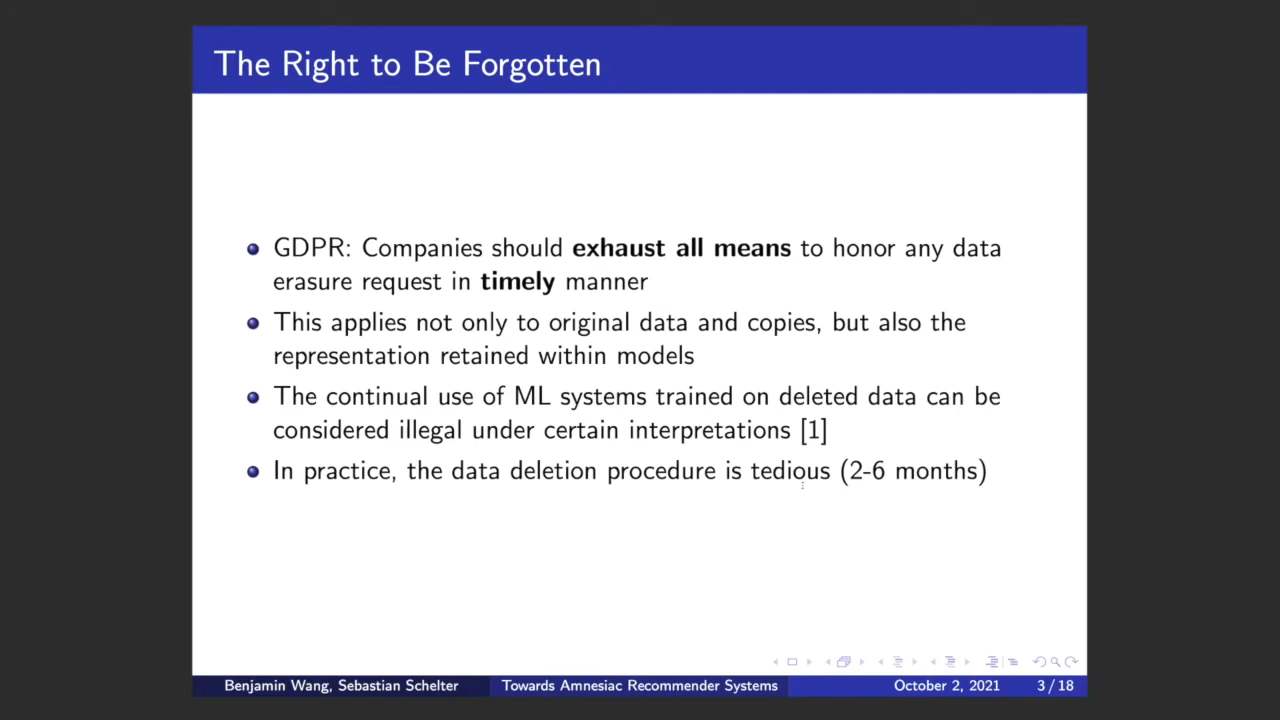 The Right to Be Forgotten
GDPR: Companies should exhaust all means to honor any data
erasure request in timely manner
This applies not only to original data and copies, but also the
representation retained within models
The continual use of ML systems trained on deleted data can be
considered illegal under certain interpretations [1]
In practice, the data deletion procedure is tedious (2-6 months)
Benjamin Wang, Sebastian Schelter Towards Amnesiac Recommender Systems October 2, 2021 3 / 18